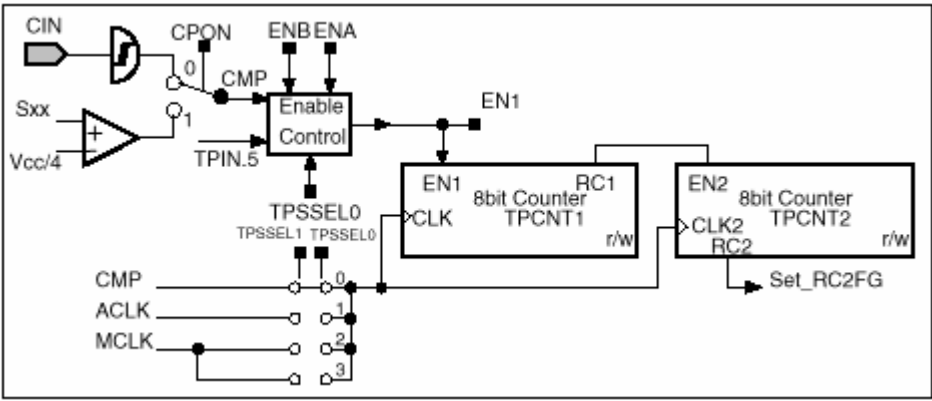 CIN
CPON
ENB ENA
0
CMP
Sxx
Enable
EN1
+
1
Control
Vcc/4
−
TPIN.5
EN1
RC1
EN2
8bit Counter
8bit Counter
TPSSEL0
CLK
TPCNT1
CLK2
TPCNT2
TPSSEL1 TPSSEL0
r/w
RC2
r/w
CMP
0
Set_RC2FG
ACLK
1
MCLK
2
3